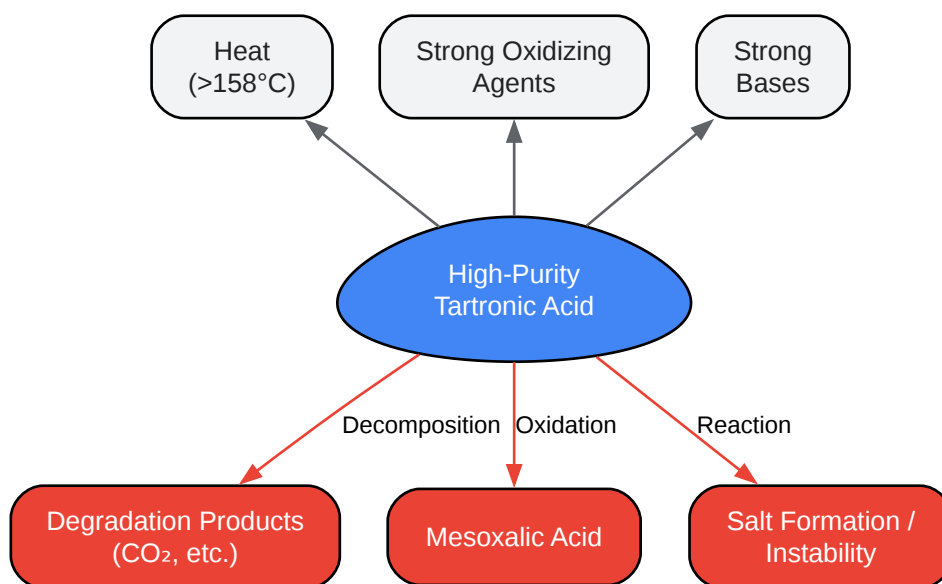 Heat
(>158°C)
Strong Oxidizing
Agents
Strong
Bases
High-Purity
Tartronic Acid
Decomposition
Oxidation
Reaction
Degradation Products
(CO₂, etc.)
Mesoxalic Acid
Salt Formation /
Instability